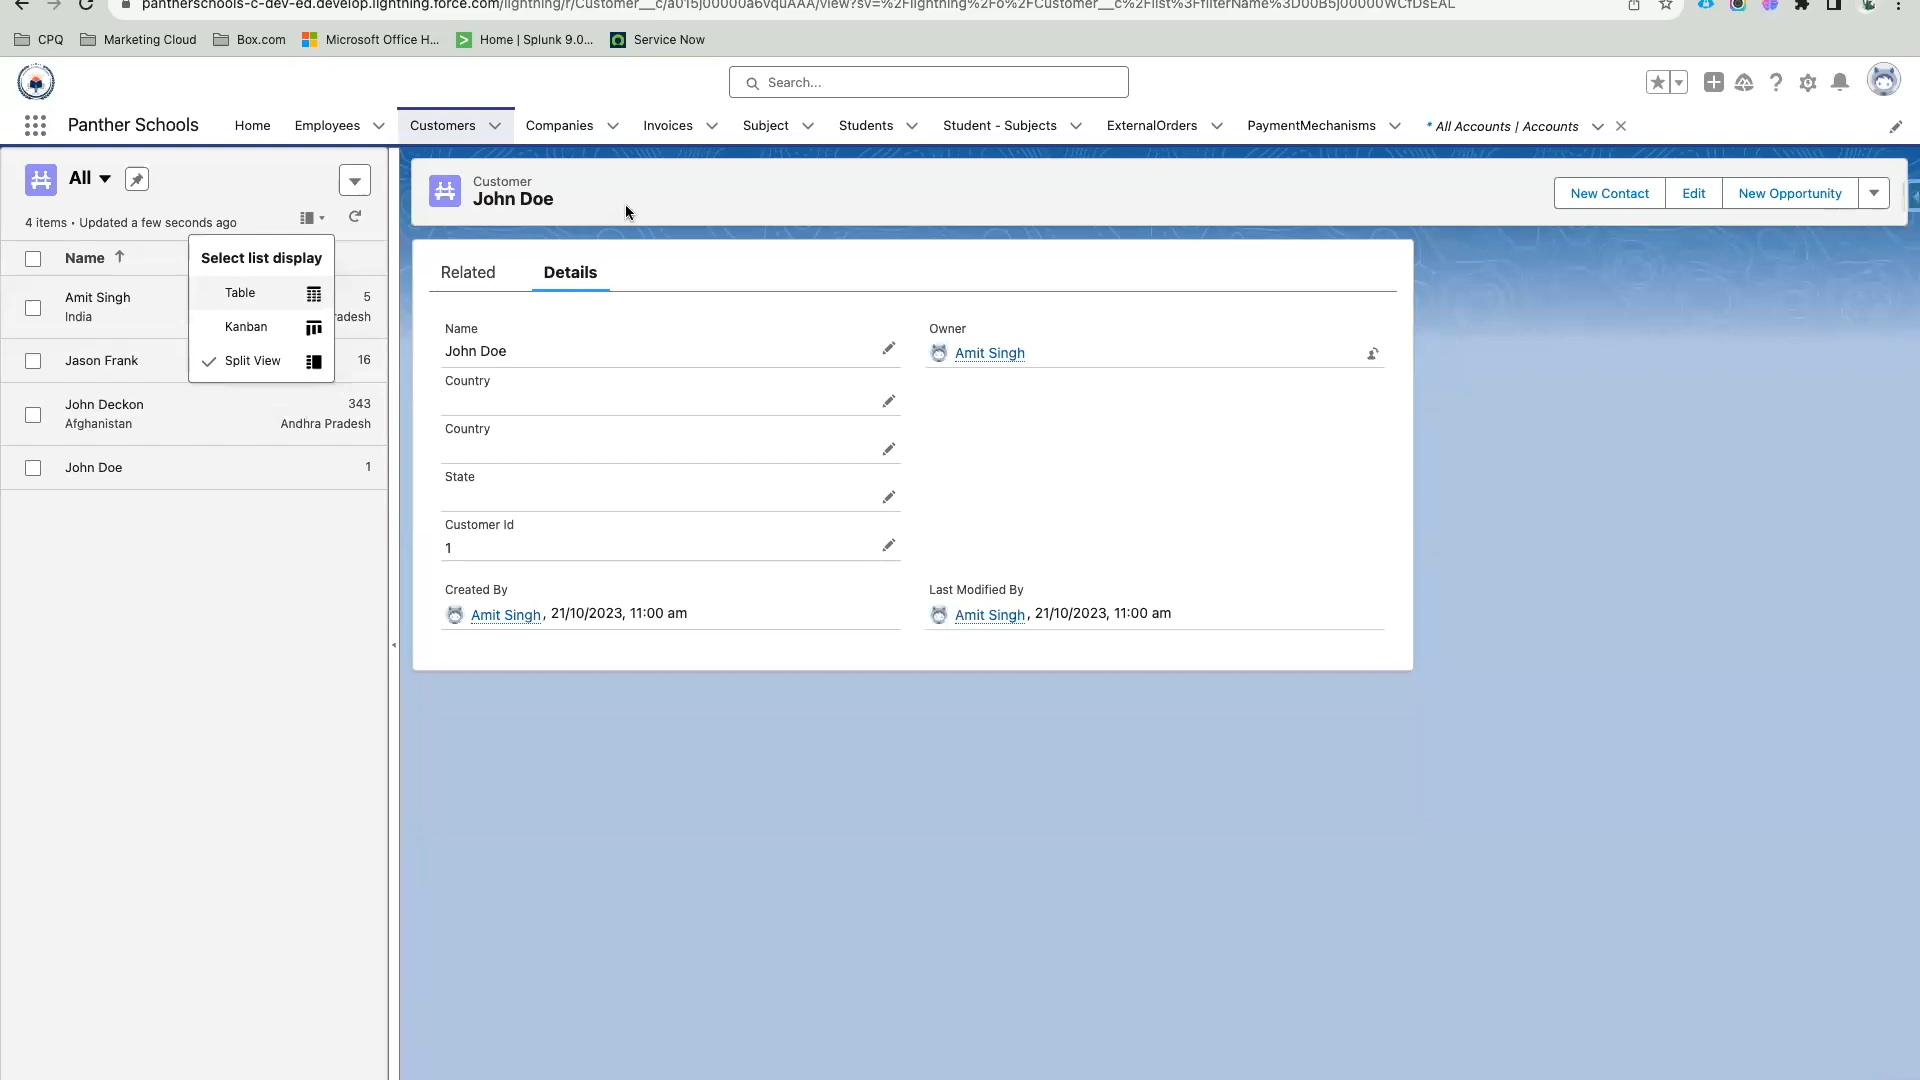 pantherschools-c-dev-ed.develop.lightning.force.com/lightning/r/Customer__c/a015j00000a6vquAAA/view?sv=%2Flightning%2Fo%2FCustomer__c%2Flist%3FfilterName%3D00B5j00000WCfDsEAL
CPQ Marketing Cloud Box.com Microsoft Office H... Home | Splunk 9.0... Service Now
Search...
Panther Schools Home Employees Customers Companies Invoices Subject Students Student - Subjects ExternalOrders PaymentMechanisms * All Accounts | Accounts
All
4 items • Updated a few seconds ago
Name
Select list display
Table
Kanban
Split View
Amit Singh 5
India radesh
Jason Frank 16
John Deckon 343
Afghanistan Andhra Pradesh
John Doe 1
Customer
John Doe
New Contact Edit New Opportunity
Related Details
Name
John Doe
Owner
Amit Singh
Country
Country
State
Customer Id
1
Created By
Amit Singh, 21/10/2023, 11:00 am
Last Modified By
Amit Singh, 21/10/2023, 11:00 am